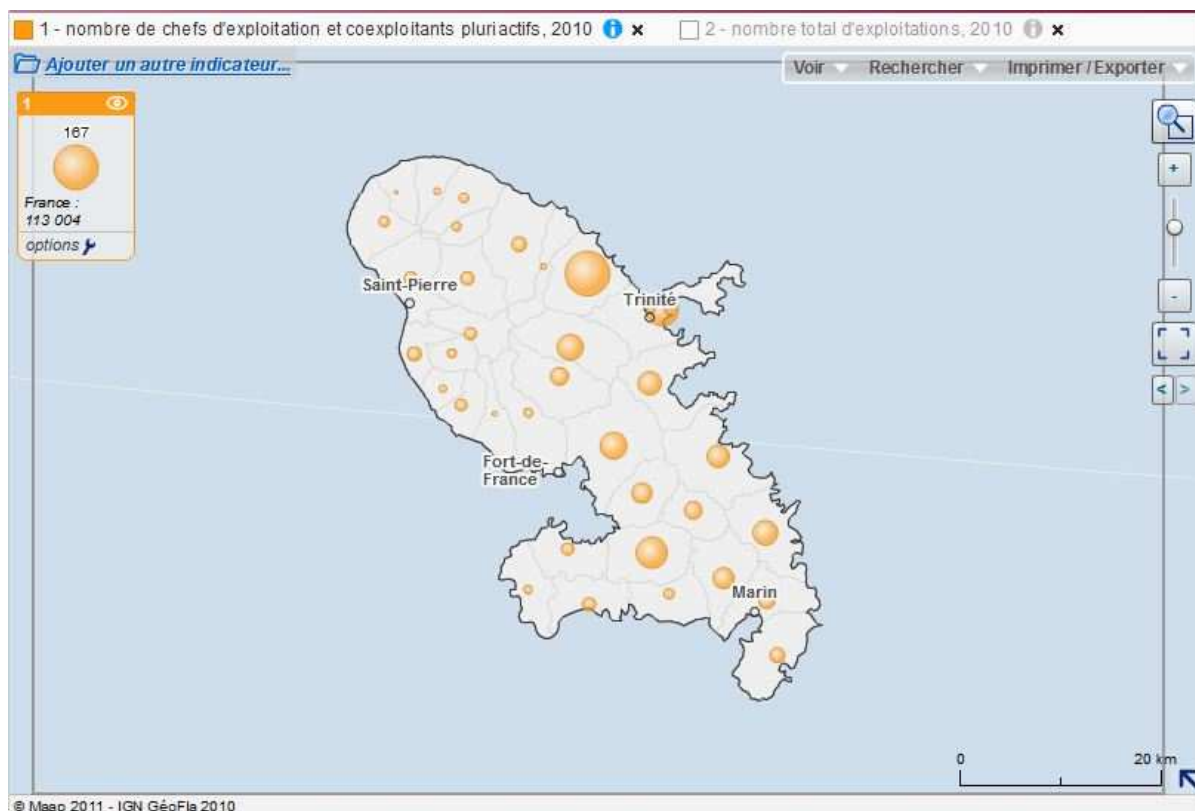 1 - nombre de chefs d'exploitation et coexploitants pluriactifs, 2010 i × 2 - nombre total d'exploitations, 2010 i ×
Ajouter un autre indicateur...
Voir Rechercher Imprimer / Exporter
1
167
France :
113 004
options
+
-
< >
Saint-Pierre
Trinité
Fort-de-
France
Marin
0 20 km
© Maap 2011 - IGN GéoFla 2010